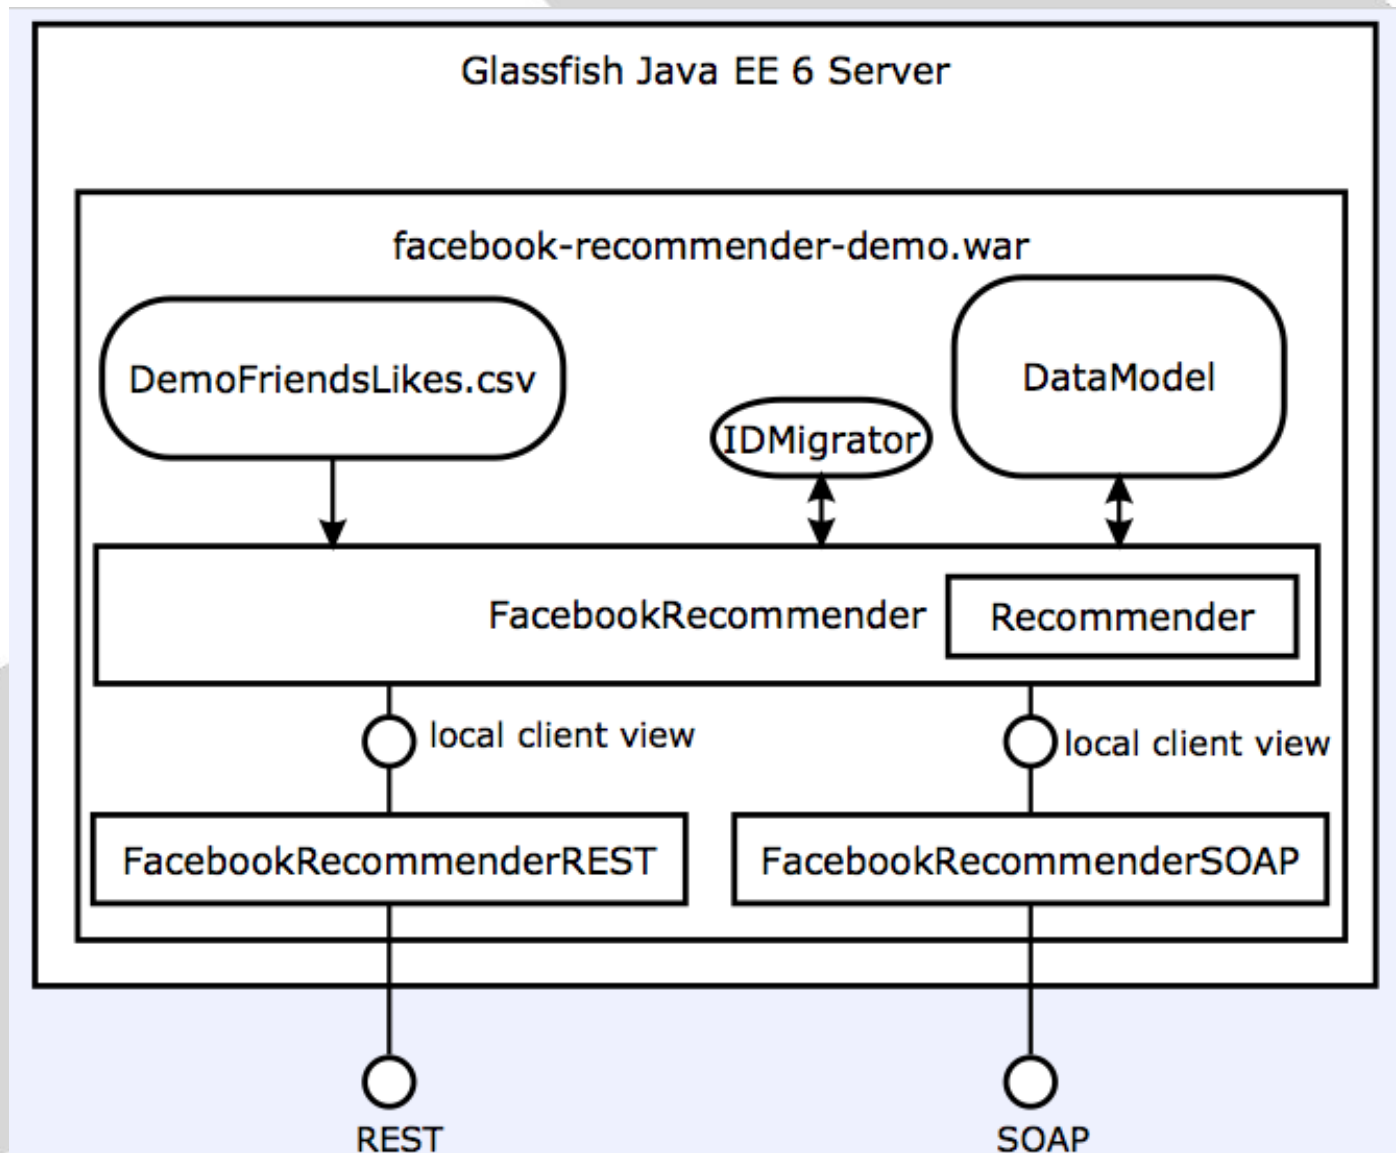 Glassfish Java EE 6 Server
facebook-recommender-demo.war
DemoFriendsLikes.csv
DataModel
IDMigrator
FacebookRecommender
Recommender
local client view
local client view
FacebookRecommenderREST
FacebookRecommenderSOAP
REST
SOAP